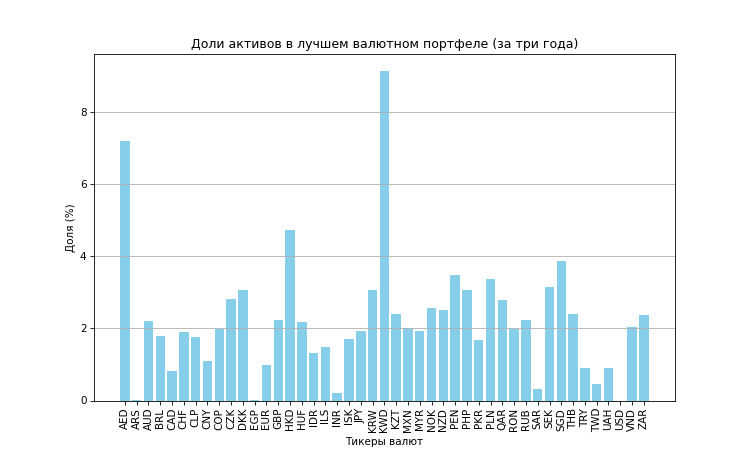 Доли активов в лучшем валютном портфеле (за три года)
Доля (%)
8
6
4
2
0
AED ARS AUD BRL CAD CHF CLP CNY COP CZK DKK EGP EUR GBP HKD HUF IDR ILS INR ISK JPY KRW KWD KZT MXN MYR NOK NZD PEN PHP PKR PLN QAR RON RUB SAR SEK SGD THB TRY TWD UAH USD VND ZAR
Тикеры валют